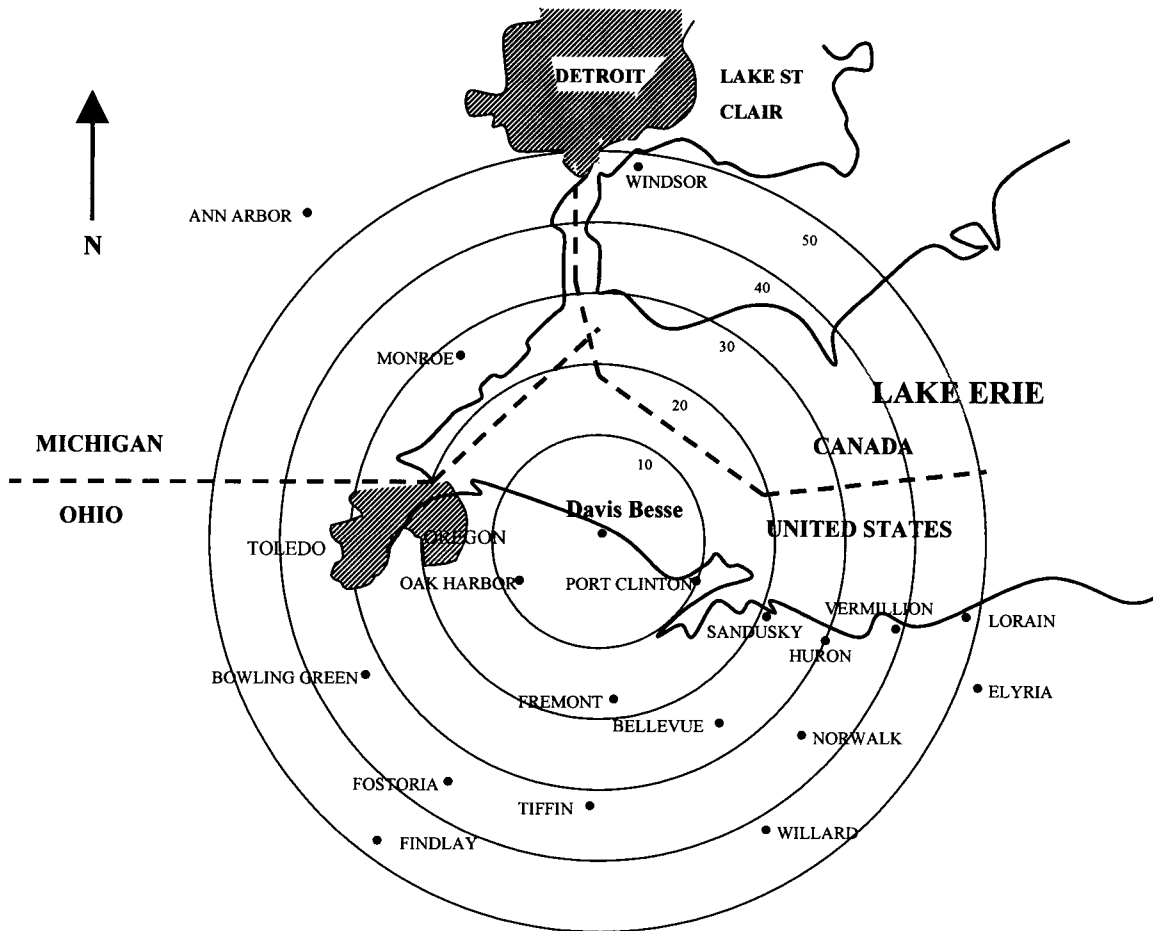 DETROIT
LAKE ST
CLAIR
WINDSOR
ANN ARBOR
N
50
40
30
20
10
MONROE
LAKE ERIE
MICHIGAN
CANADA
OHIO
Davis Besse
UNITED STATES
TOLEDO
OREGON
OAK HARBOR
PORT CLINTON
SANDUSKY
VERMILLION
LORAIN
HURON
BOWLING GREEN
ELYRIA
FREMONT
BELLEVUE
NORWALK
FOSTORIA
TIFFIN
WILLARD
FINDLAY